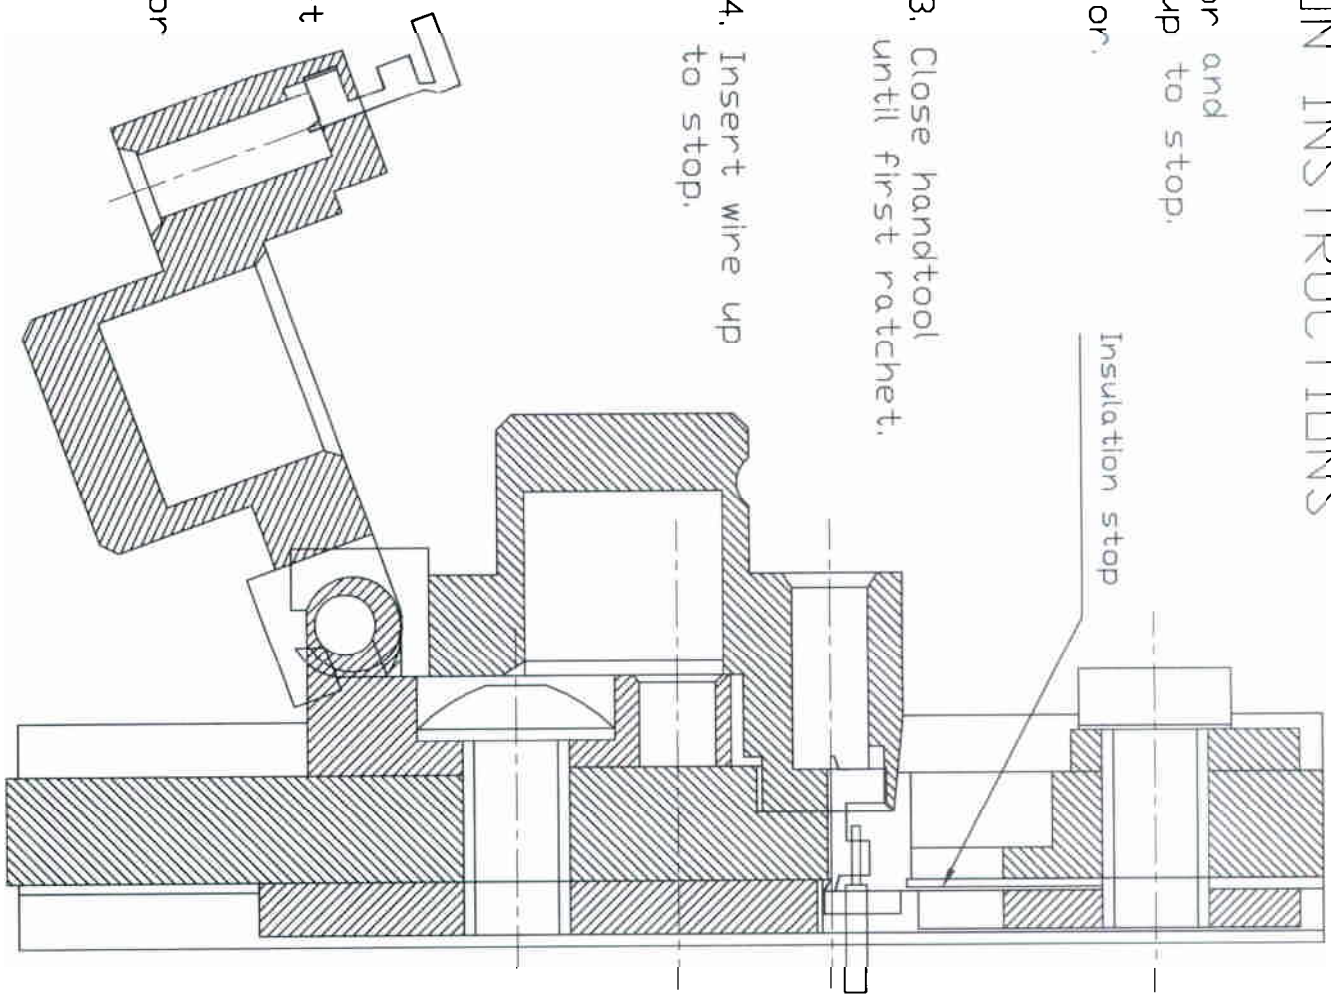 INSTRUCTIONS
and
up to stop.
or.
3. Close handtool
until first ratchet.
4. Insert wire up
to stop.
Insulation stop
t
or